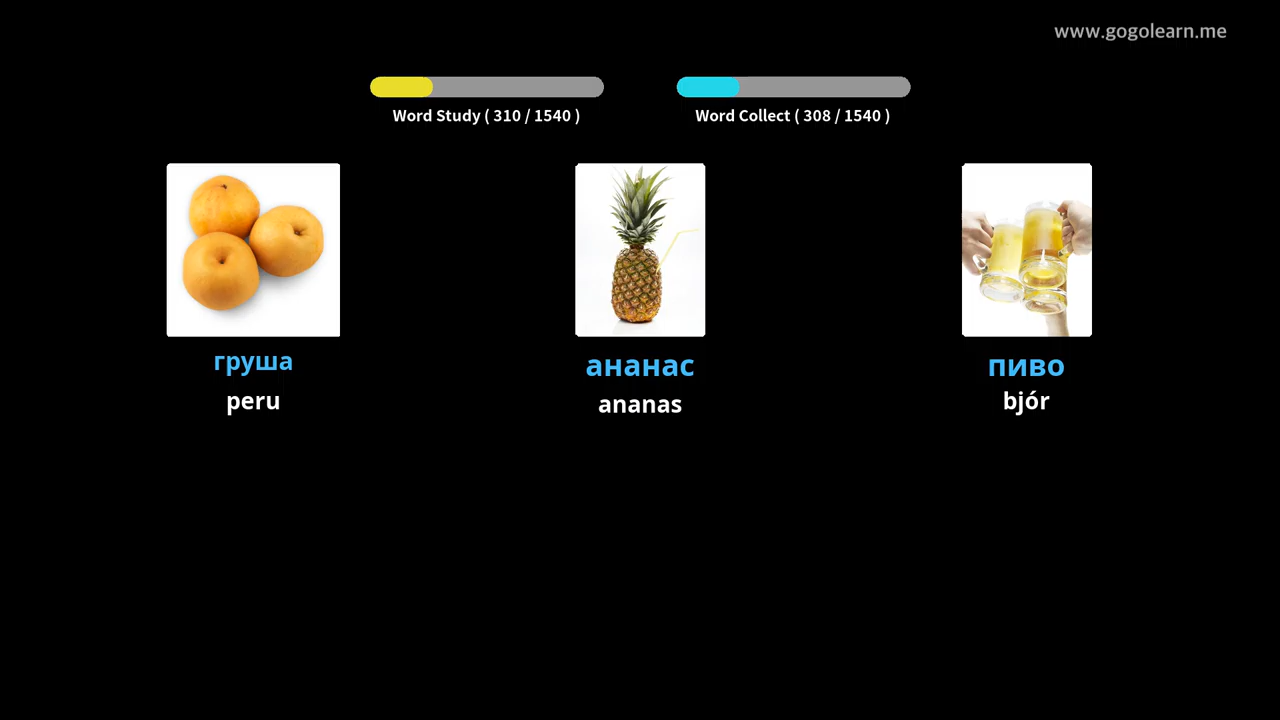 www.gogolearn.me
Word Study ( 310 / 1540 )
Word Collect ( 308 / 1540 )
груша
peru
ананас
ananas
пиво
bjór